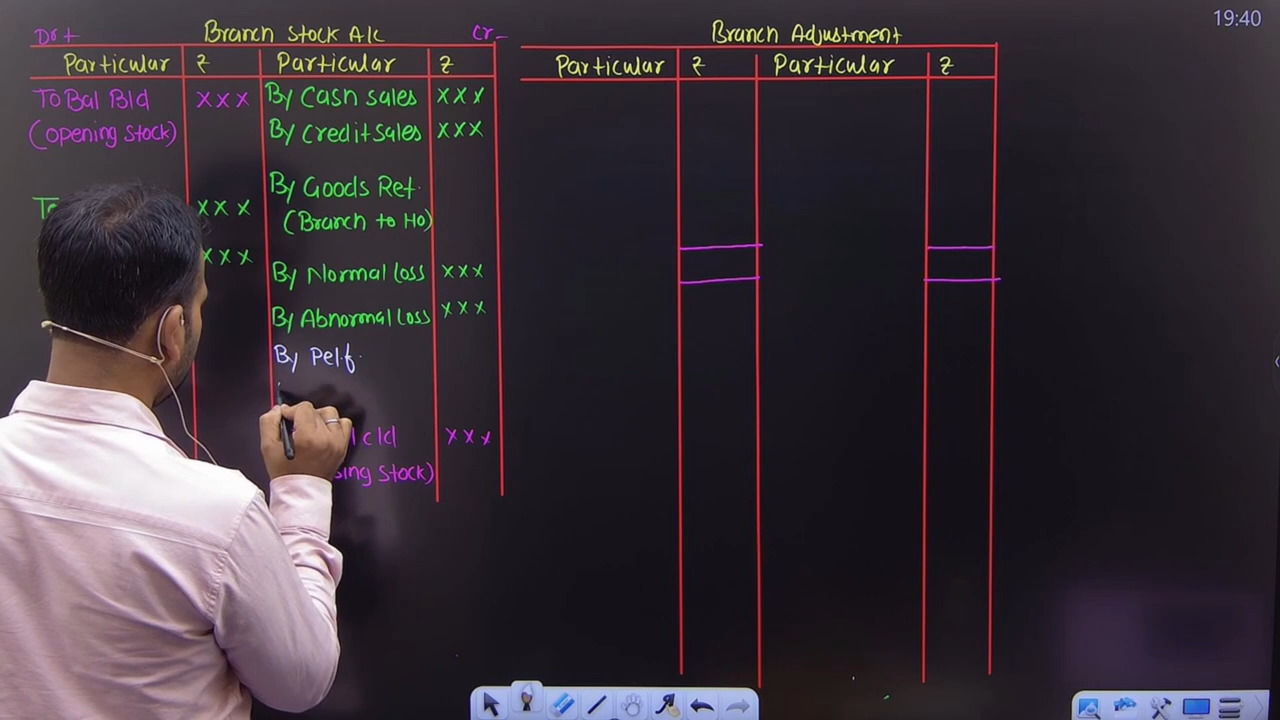 19:40
Dr +
Branch Stock A/c
Cr -
Particular ₹ Particular ₹
To Bal B/d xxx By Cash sales xxx
(opening stock) By Credit sales xxx
By Goods Ret.
To xxx (Branch to HO)
xxx By Normal loss xxx
By Abnormal loss xxx
By Pelf.
c/d xxx
sing stock)
Branch Adjustment
Particular ₹ Particular ₹